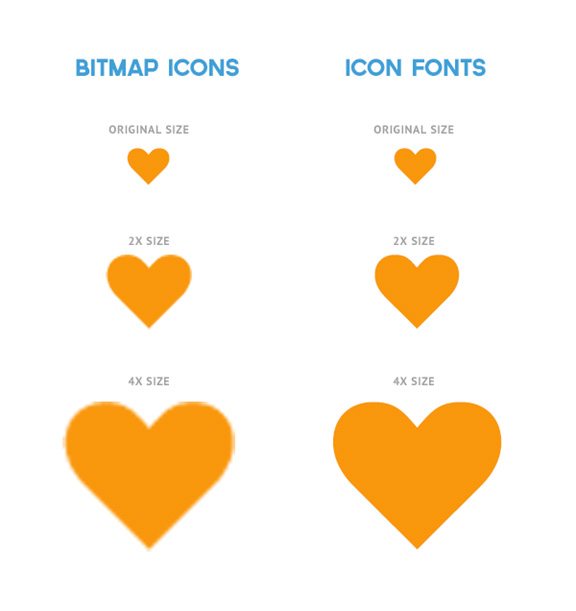 BITMAP ICONS
ICON FONTS
ORIGINAL SIZE
ORIGINAL SIZE
2X SIZE
2X SIZE
4X SIZE
4X SIZE